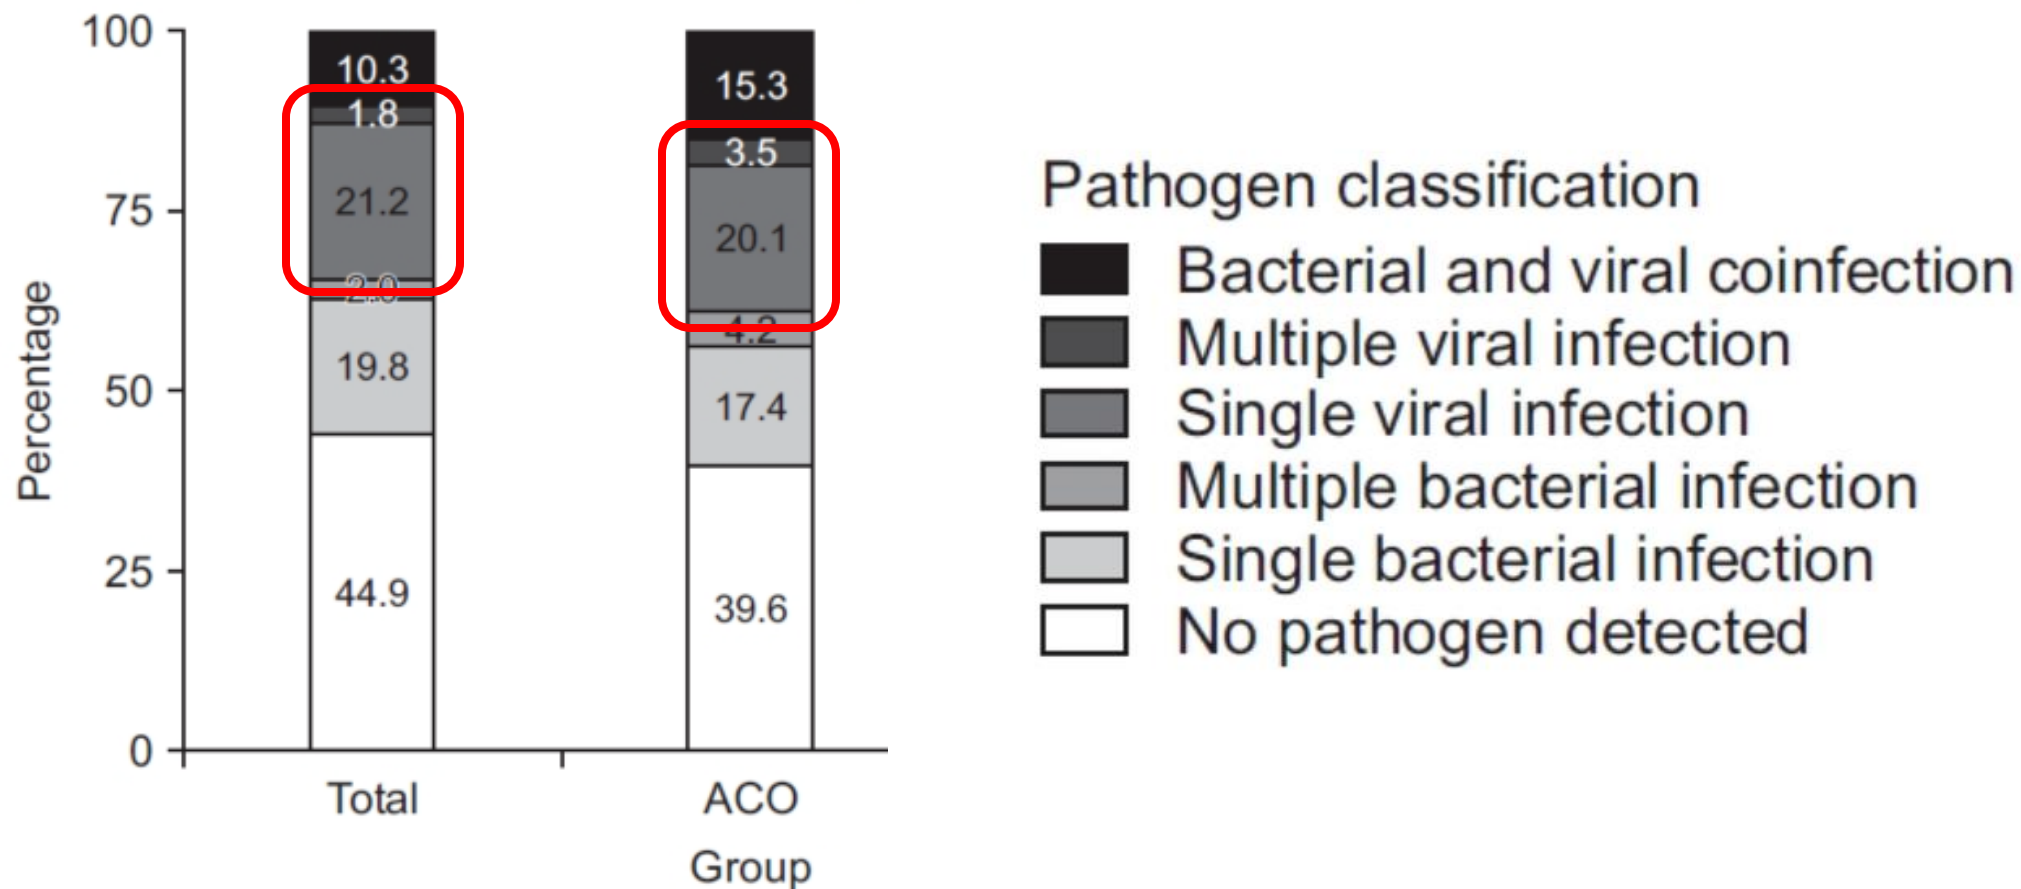 100
75
50
25
0
Percentage
10.3
1.8
21.2
2.0
19.8
44.9
15.3
3.5
20.1
4.2
17.4
39.6
Total
ACO
Group
Pathogen classification
Bacterial and viral coinfection
Multiple viral infection
Single viral infection
Multiple bacterial infection
Single bacterial infection
No pathogen detected